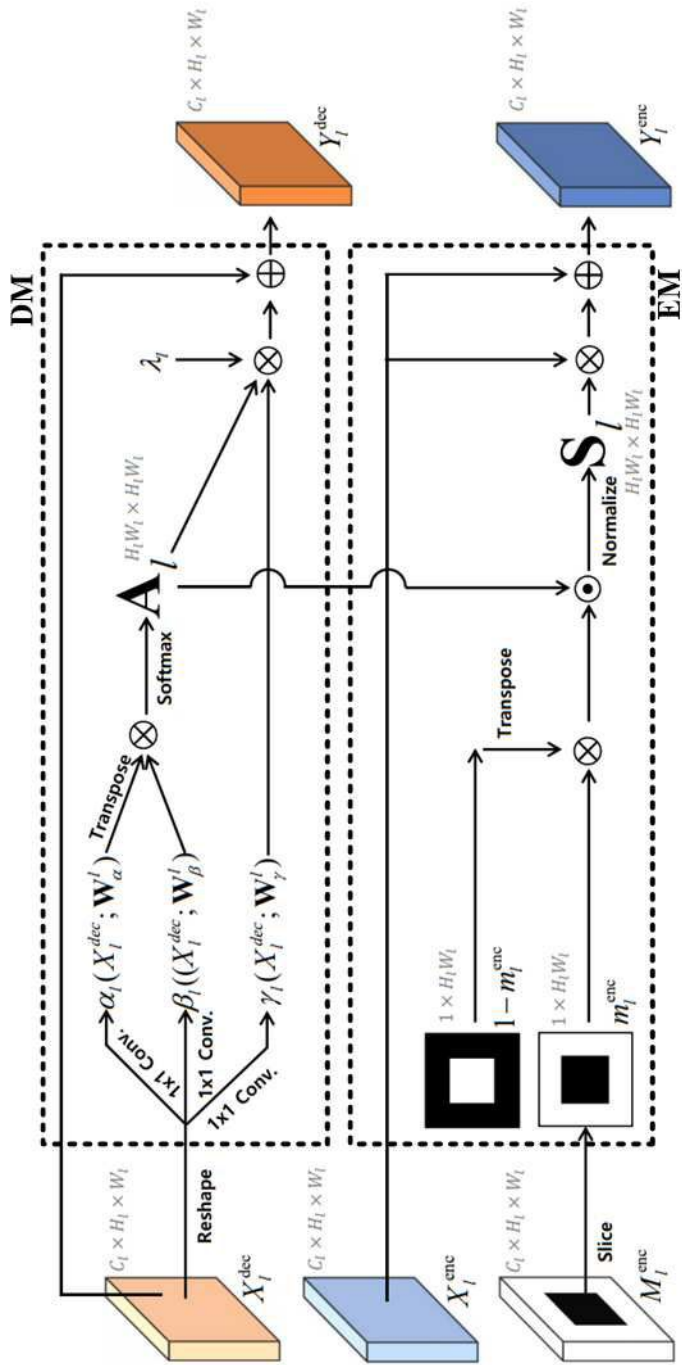 DM
C_l × H_l × W_l
X_l^dec
Reshape
1x1 Conv.
1x1 Conv.
1x1 Conv.
α_l(X_l^dec; W_α^l)
β_l((X_l^dec; W_β^l)
γ_l(X_l^dec; W_γ^l)
Transpose
⊗
Softmax
A_l
H_lW_l × H_lW_l
λ_l
⊗
⊕
C_l × H_l × W_l
Y_l^dec
C_l × H_l × W_l
X_l^enc
C_l × H_l × W_l
M_l^enc
Slice
1 × H_lW_l
1 − m_l^enc
1 × H_lW_l
m_l^enc
Transpose
⊗
⊙
Normalize
S_l
H_lW_l × H_lW_l
⊗
⊕
EM
C_l × H_l × W_l
Y_l^enc